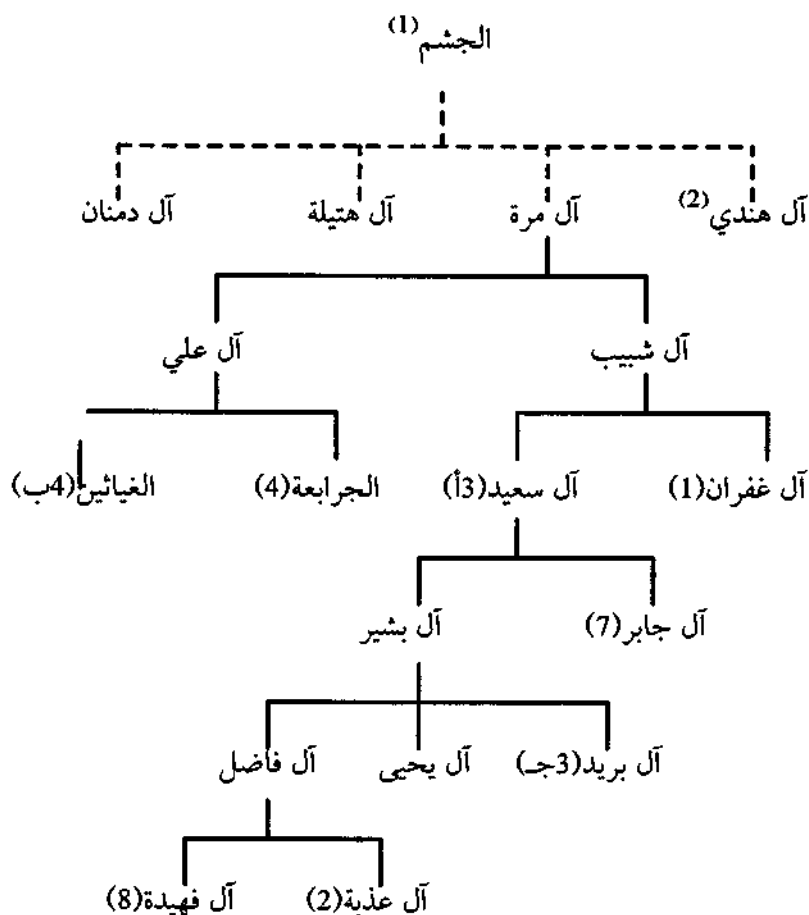 الجشم(1)
آل هندي(2) آل مرة آل هتيلة آل دمنان
آل شبيب آل علي
آل غفران(1) آل سعيد(3أ) الجرابعة(4) الغياثين(4ب)
آل جابر(7) آل بشير
آل بريد(3جـ) آل يحيى آل فاضل
آل عذبة(2) آل فهيدة(8)